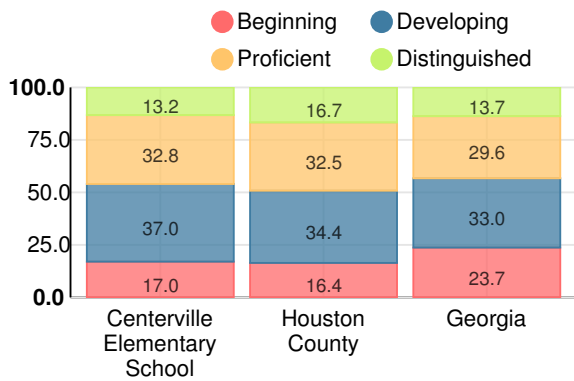 Beginning
Developing
Proficient
Distinguished
100.0
75.0
50.0
25.0
0.0
13.2
32.8
37.0
17.0
16.7
32.5
34.4
16.4
13.7
29.6
33.0
23.7
Centerville
Elementary
School
Houston
County
Georgia